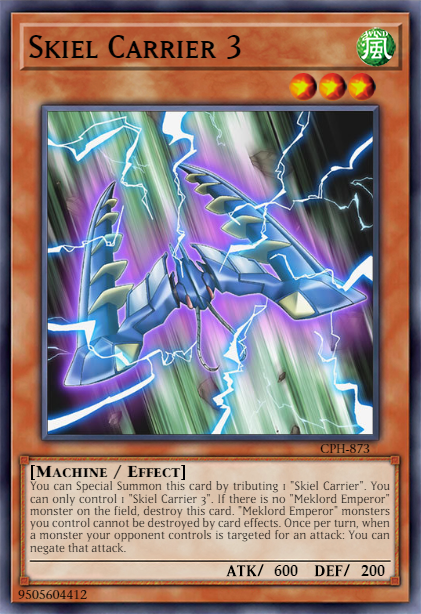 Skiel Carrier 3
WIND
風
CPH-873
[Machine / Effect]
You can Special Summon this card by tributing 1 "Skiel Carrier". You
can only control 1 "Skiel Carrier 3". If there is no "Meklord Emperor"
monster on the field, destroy this card. "Meklord Emperor" monsters
you control cannot be destroyed by card effects. Once per turn, when
a monster your opponent controls is targeted for an attack: You can
negate that attack.
ATK/ 600 DEF/ 200
9505604412